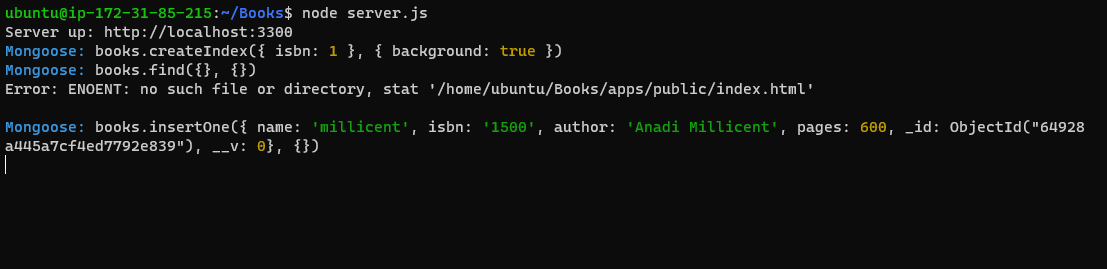 ubuntu@ip-172-31-85-215:~/Books$ node server.js
Server up: http://localhost:3300
Mongoose: books.createIndex({ isbn: 1 }, { background: true })
Mongoose: books.find({}, {})
Error: ENOENT: no such file or directory, stat '/home/ubuntu/Books/apps/public/index.html'
Mongoose: books.insertOne({ name: 'millicent', isbn: '1500', author: 'Anadi Millicent', pages: 600, _id: ObjectId("64928
a445a7cf4ed7792e839"), __v: 0}, {})